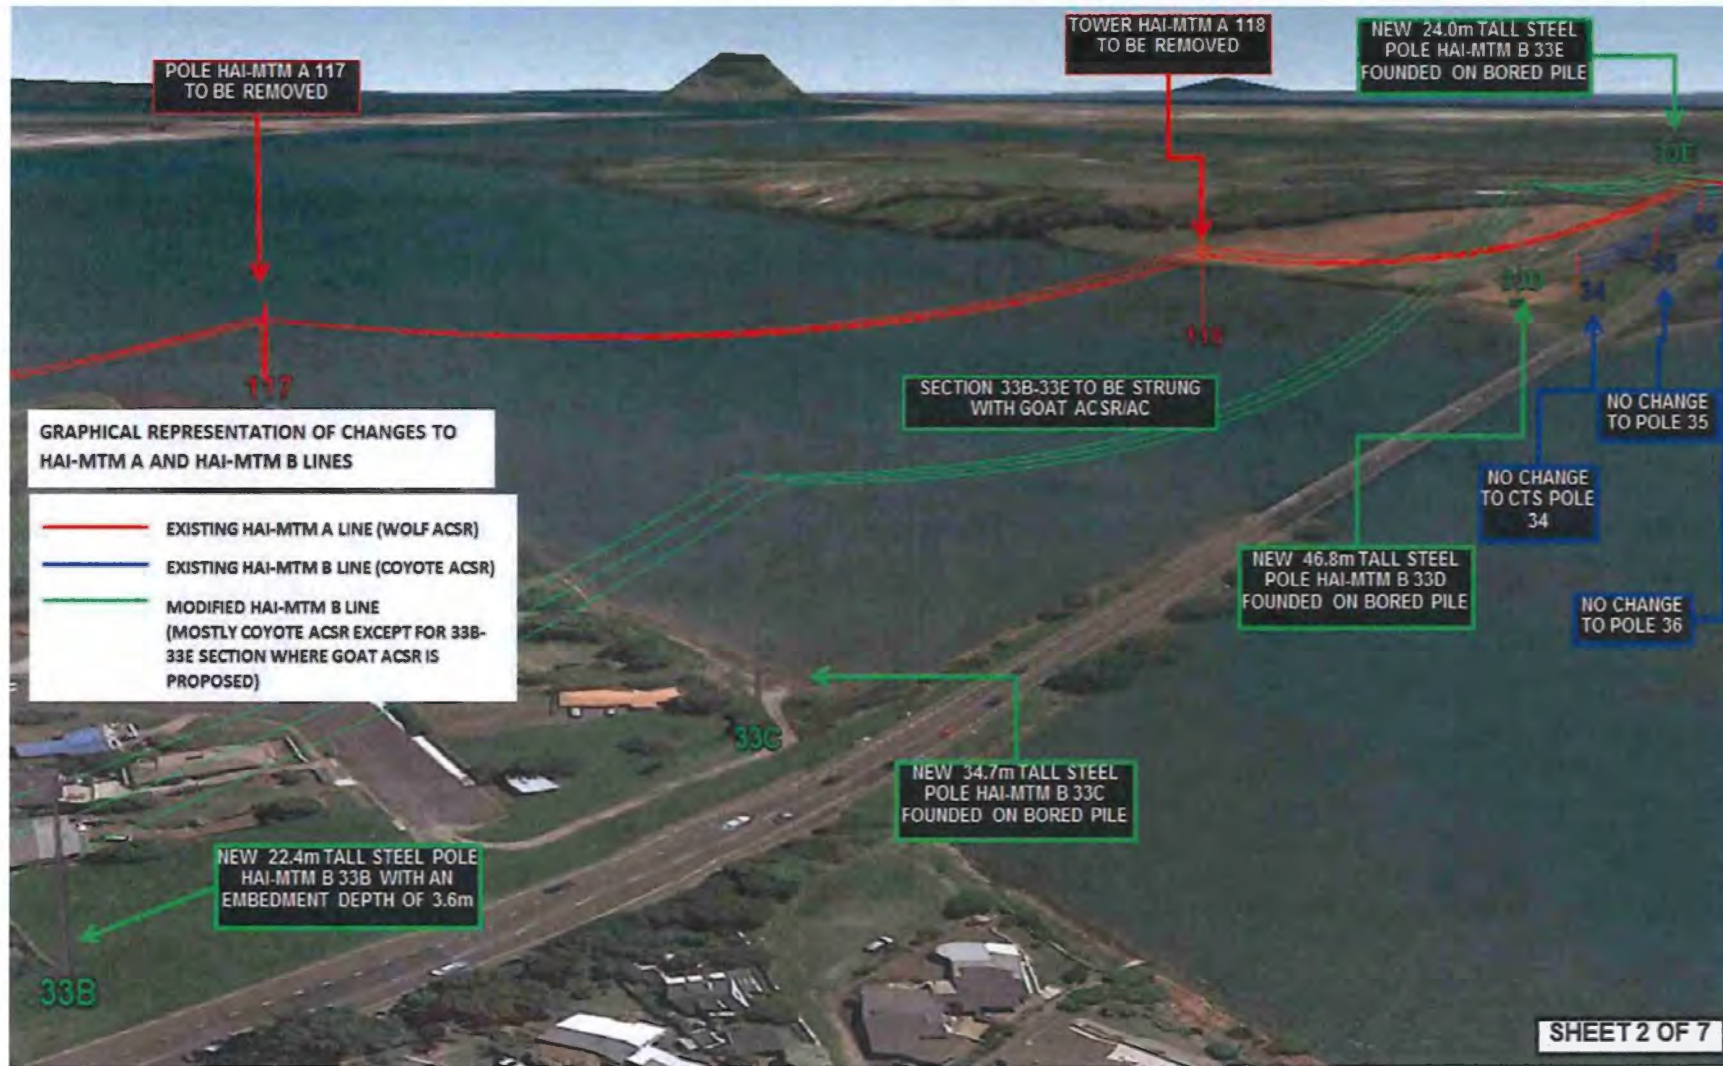 POLE HAI-MTM A 117
TO BE REMOVED
TOWER HAI-MTM A 118
TO BE REMOVED
NEW 24.0m TALL STEEL
POLE HAI-MTM B 33E
FOUNDED ON BORED PILE
33E
117
118
33D
34
35
36
GRAPHICAL REPRESENTATION OF CHANGES TO
HAI-MTM A AND HAI-MTM B LINES
EXISTING HAI-MTM A LINE (WOLF ACSR)
EXISTING HAI-MTM B LINE (COYOTE ACSR)
MODIFIED HAI-MTM B LINE
(MOSTLY COYOTE ACSR EXCEPT FOR 33B-
33E SECTION WHERE GOAT ACSR IS
PROPOSED)
SECTION 33B-33E TO BE STRUNG
WITH GOAT ACSR/AC
NO CHANGE
TO POLE 35
NO CHANGE
TO CTS POLE
34
NEW 46.8m TALL STEEL
POLE HAI-MTM B 33D
FOUNDED ON BORED PILE
NO CHANGE
TO POLE 36
33C
NEW 34.7m TALL STEEL
POLE HAI-MTM B 33C
FOUNDED ON BORED PILE
NEW 22.4m TALL STEEL POLE
HAI-MTM B 33B WITH AN
EMBEDMENT DEPTH OF 3.6m
33B
SHEET 2 OF 7